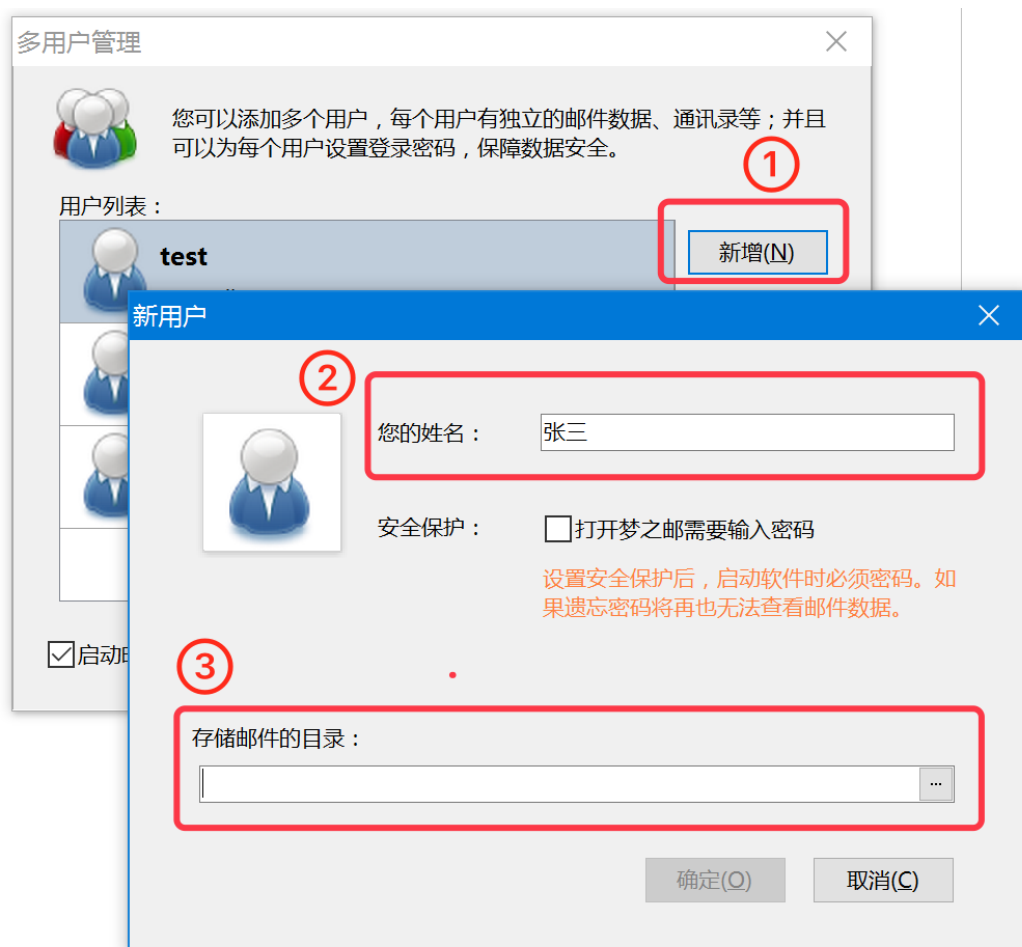 多用户管理
您可以添加多个用户，每个用户有独立的邮件数据、通讯录等；并且
可以为每个用户设置登录密码，保障数据安全。
①
用户列表：
test
新增(N)
新用户
②
您的姓名：
张三
安全保护：
打开梦之邮需要输入密码
设置安全保护后，启动软件时必须密码。如
果遗忘密码将再也无法查看邮件数据。
启动
③
存储邮件的目录：
...
确定(O)
取消(C)